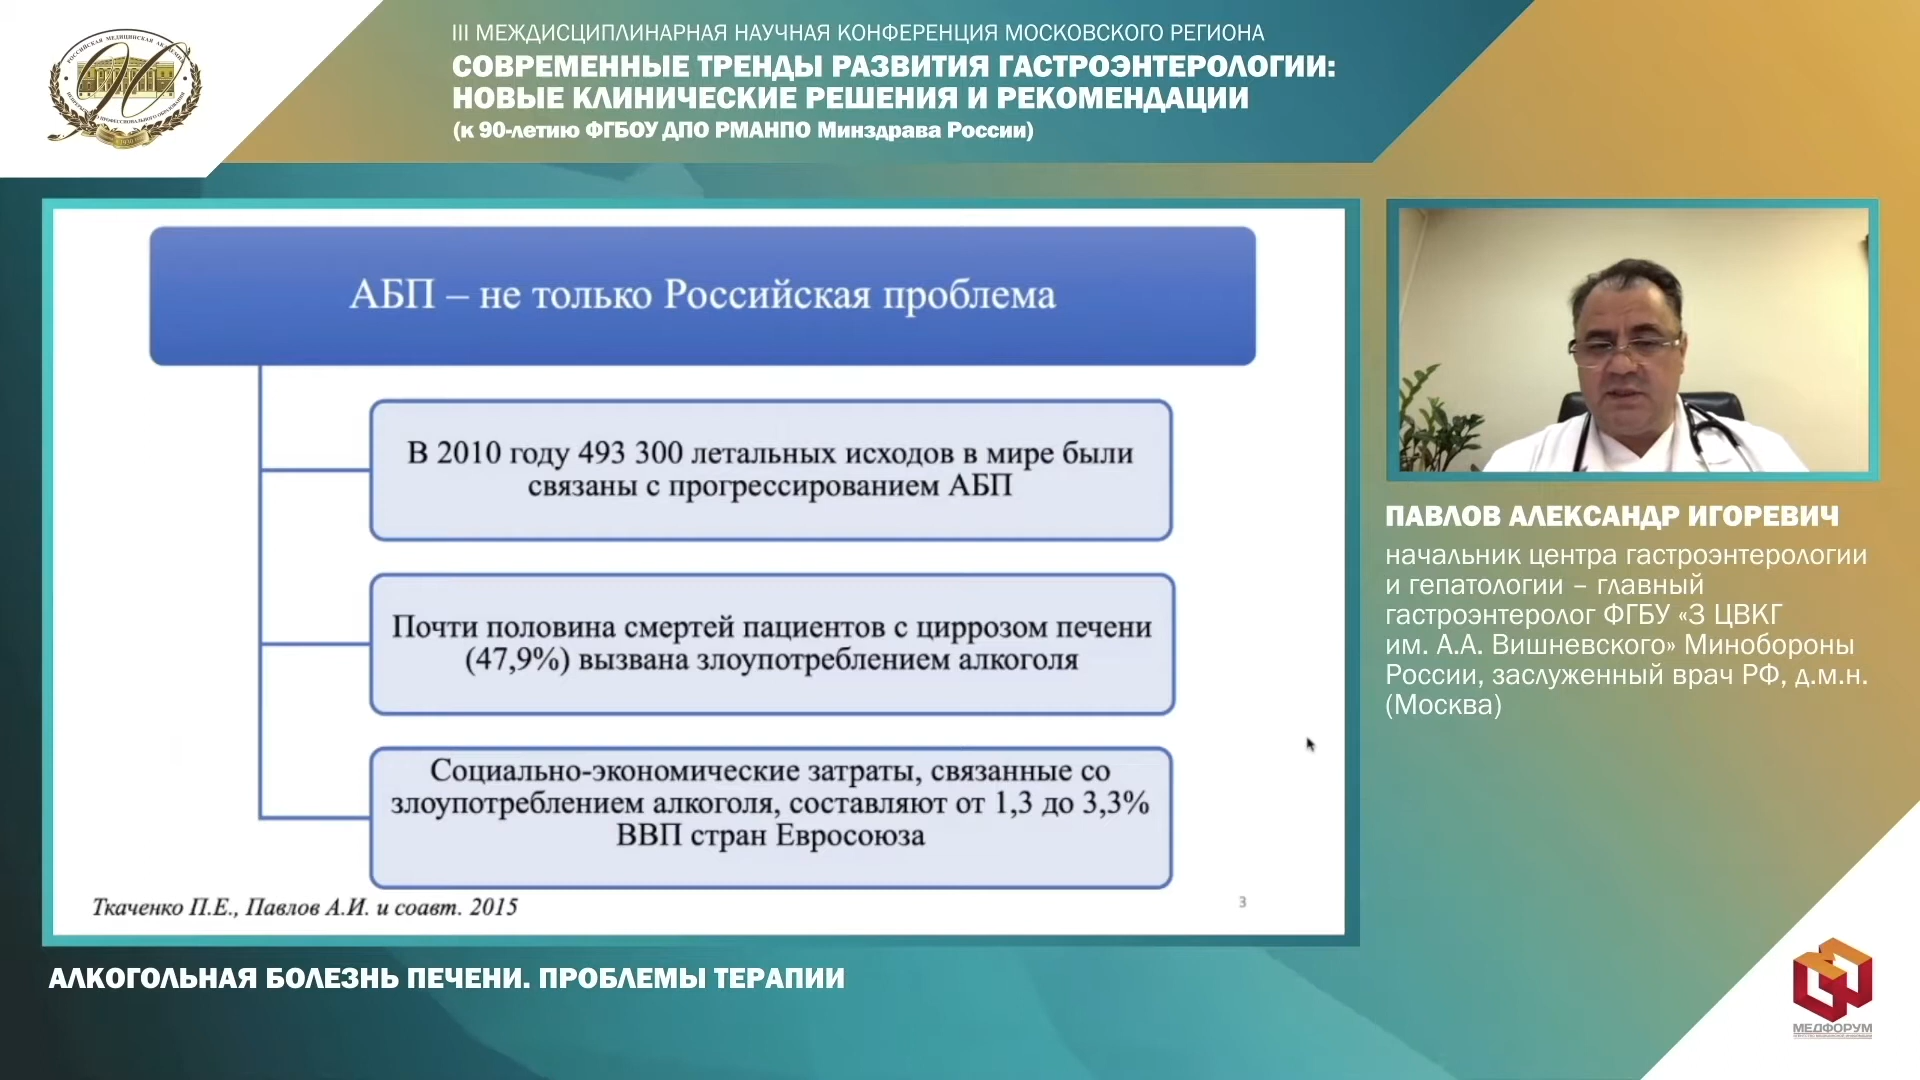 III МЕЖДИСЦИПЛИНАРНАЯ НАУЧНАЯ КОНФЕРЕНЦИЯ МОСКОВСКОГО РЕГИОНА
СОВРЕМЕННЫЕ ТРЕНДЫ РАЗВИТИЯ ГАСТРОЭНТЕРОЛОГИИ:
НОВЫЕ КЛИНИЧЕСКИЕ РЕШЕНИЯ И РЕКОМЕНДАЦИИ
(к 90-летию ФГБОУ ДПО РМАНПО Минздрава России)
РОССИЙСКАЯ МЕДИЦИНСКАЯ АКАДЕМИЯ
1930
АБП – не только Российская проблема
В 2010 году 493 300 летальных исходов в мире были
связаны с прогрессированием АБП
Почти половина смертей пациентов с циррозом печени
(47,9%) вызвана злоупотреблением алкоголя
Социально-экономические затраты, связанные со
злоупотреблением алкоголя, составляют от 1,3 до 3,3%
ВВП стран Евросоюза
Ткаченко П.Е., Павлов А.И. и соавт. 2015
3
ПАВЛОВ АЛЕКСАНДР ИГОРЕВИЧ
начальник центра гастроэнтерологии
и гепатологии – главный
гастроэнтеролог ФГБУ «3 ЦВКГ
им. А.А. Вишневского» Минобороны
России, заслуженный врач РФ, д.м.н.
(Москва)
АЛКОГОЛЬНАЯ БОЛЕЗНЬ ПЕЧЕНИ. ПРОБЛЕМЫ ТЕРАПИИ
МЕДФОРУМ